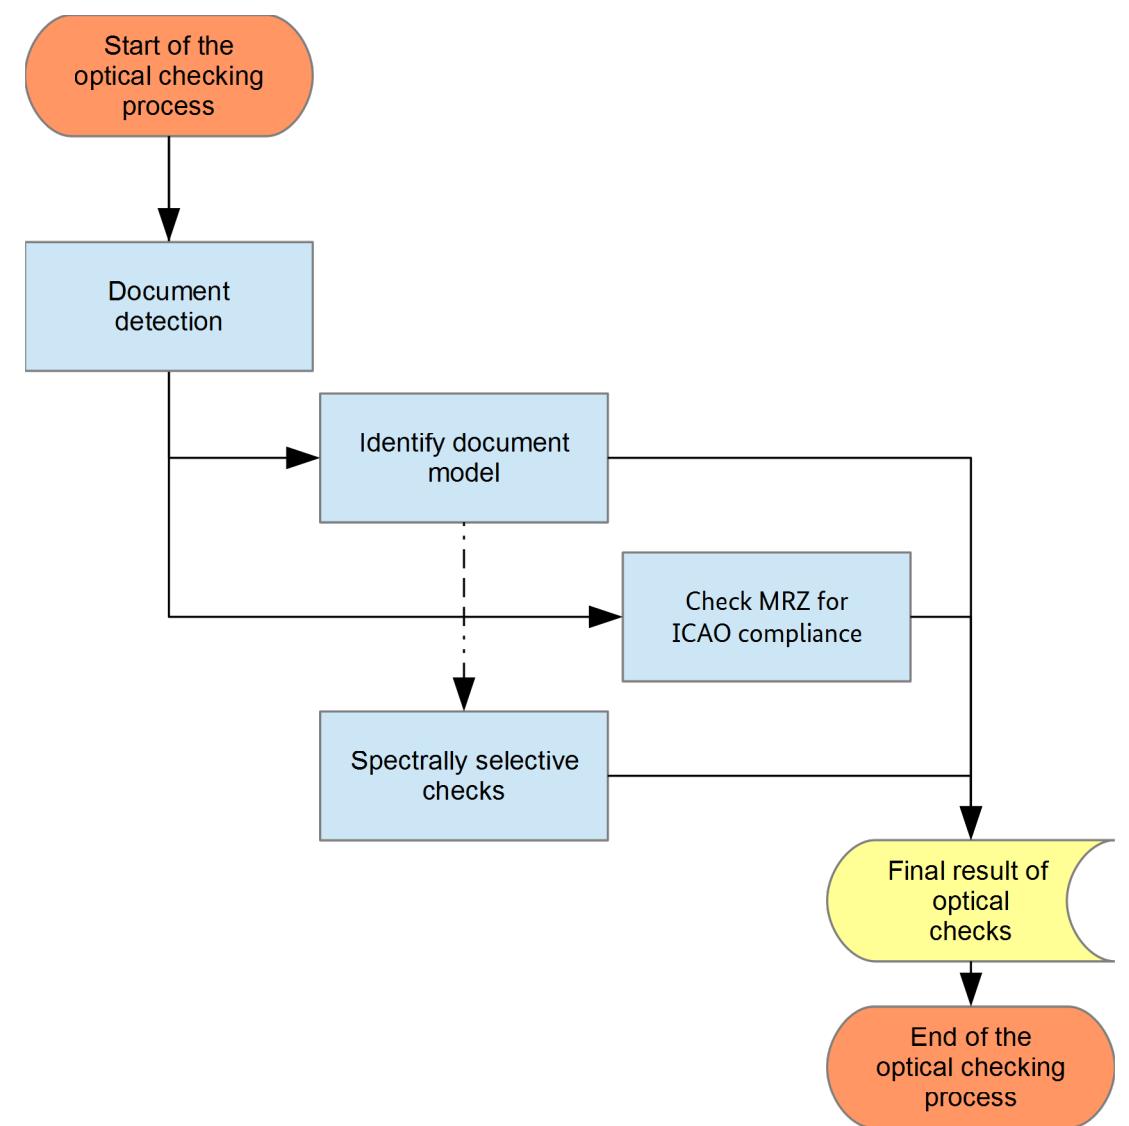 Start of the
optical checking
process
Document
detection
Identify document
model
Check MRZ for
ICAO compliance
Spectrally selective
checks
Final result of
optical
checks
End of the
optical checking
process